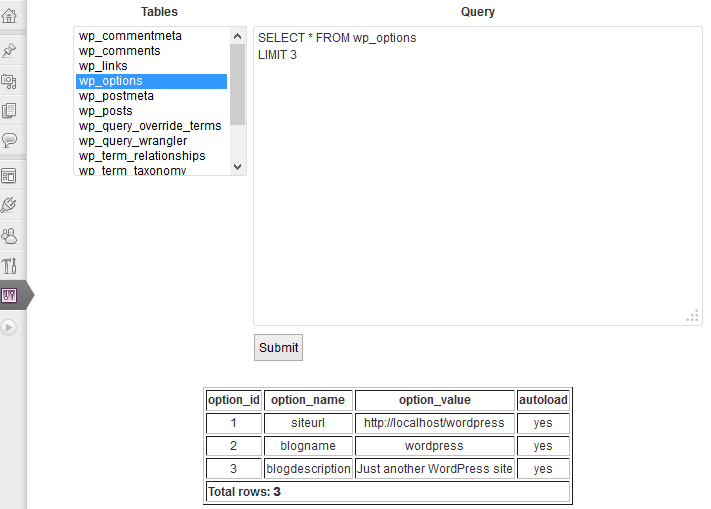 Tables
Query
wp_commentmeta
wp_comments
wp_links
wp_options
wp_postmeta
wp_posts
wp_query_override_terms
wp_query_wrangler
wp_term_relationships
wp_term_taxonomy
SELECT * FROM wp_options
LIMIT 3
Submit
option_id option_name option_value autoload
1 siteurl http://localhost/wordpress yes
2 blogname wordpress yes
3 blogdescription Just another WordPress site yes
Total rows: 3